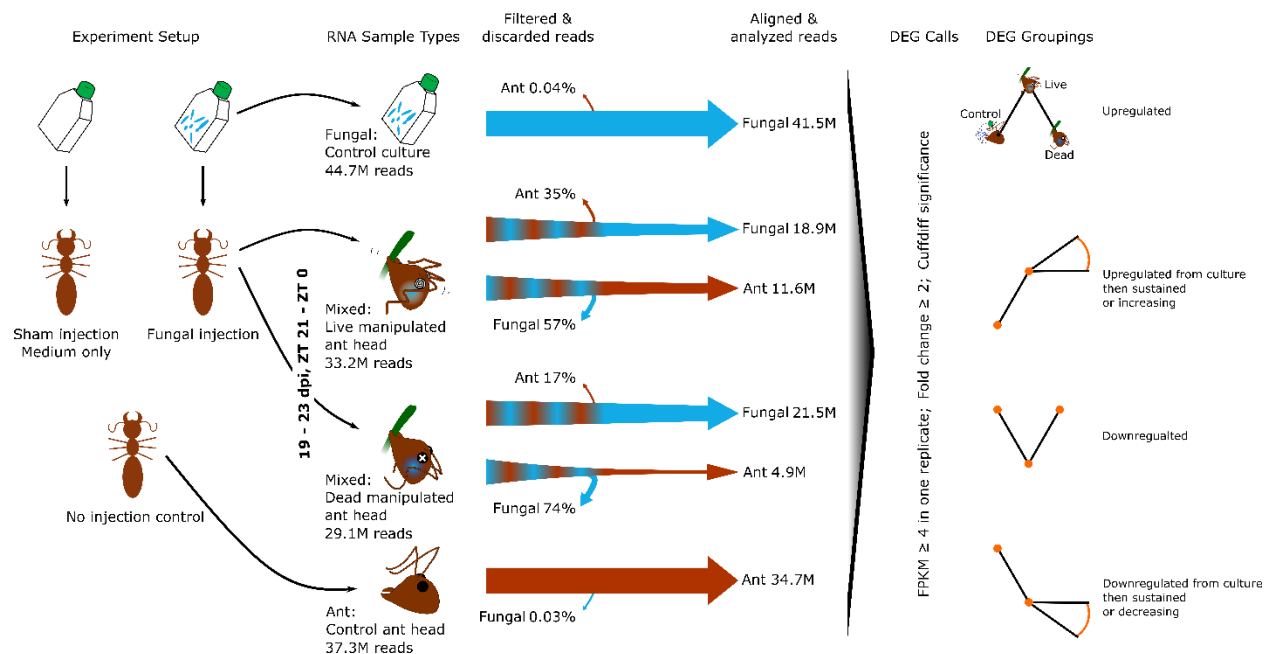 Experiment Setup
RNA Sample Types
Filtered &
discarded reads
Aligned &
analyzed reads
DEG Calls
DEG Groupings
Fungal:
Control culture
44.7M reads
Ant 0.04%
Fungal 41.5M
Live
Control
Dead
Upregulated
Sham injection
Medium only
Fungal injection
19 - 23 dpi, ZT 21 - ZT 0
Mixed:
Live manipulated
ant head
33.2M reads
Ant 35%
Fungal 18.9M
Ant 11.6M
Fungal 57%
Upregulated from culture
then sustained
or increasing
No injection control
Mixed:
Dead manipulated
ant head
29.1M reads
Ant 17%
Fungal 21.5M
Ant 4.9M
Fungal 74%
Downregualted
Ant:
Control ant head
37.3M reads
Ant 34.7M
Fungal 0.03%
FPKM ≥ 4 in one replicate; Fold change ≥ 2; Cuffdiff significance
Downregulated from culture
then sustained
or decreasing